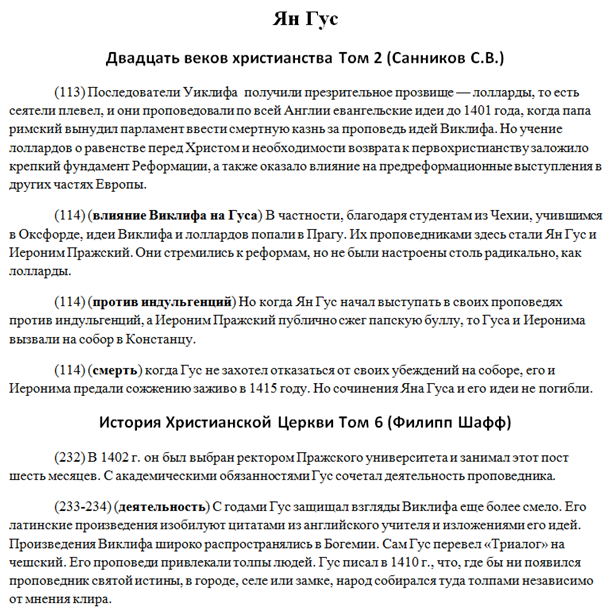 Ян Гус
Двадцать веков христианства Том 2 (Санников С.В.)
(113) Последователи Уиклифа получили презрительное прозвище — лолларды, то есть
сеятели плевел, и они проповедовали по всей Англии евангельские идеи до 1401 года, когда папа
римский вынудил парламент ввести смертную казнь за проповедь идей Виклифа. Но учение
лоллардов о равенстве перед Христом и необходимости возврата к первохристианству заложило
крепкий фундамент Реформации, а также оказало влияние на предреформационные выступления в
других частях Европы.
(114) (влияние Виклифа на Гуса) В частности, благодаря студентам из Чехии, учившимся
в Оксфорде, идеи Виклифа и лоллардов попали в Прагу. Их проповедниками здесь стали Ян Гус и
Иероним Пражский. Они стремились к реформам, но не были настроены столь радикально, как
лолларды.
(114) (против индульгенций) Но когда Ян Гус начал выступать в своих проповедях
против индульгенций, а Иероним Пражский публично сжег папскую буллу, то Гуса и Иеронима
вызвали на собор в Констанцу.
(114) (смерть) когда Гус не захотел отказаться от своих убеждений на соборе, его и
Иеронима предали сожжению заживо в 1415 году. Но сочинения Яна Гуса и его идеи не погибли.
История Христианской Церкви Том 6 (Филипп Шафф)
(232) В 1402 г. он был выбран ректором Пражского университета и занимал этот пост
шесть месяцев. С академическими обязанностями Гус сочетал деятельность проповедника.
(233-234) (деятельность) С годами Гус защищал взгляды Виклифа еще более смело. Его
латинские произведения изобилуют цитатами из английского учителя и изложениями его идей.
Произведения Виклифа широко распространялись в Богемии. Сам Гус перевел «Триалог» на
чешский. Его проповеди привлекали толпы людей. Гус писал в 1410 г., что, где бы ни появился
проповедник святой истины, в городе, селе или замке, народ собирался туда толпами независимо
от мнения клира.